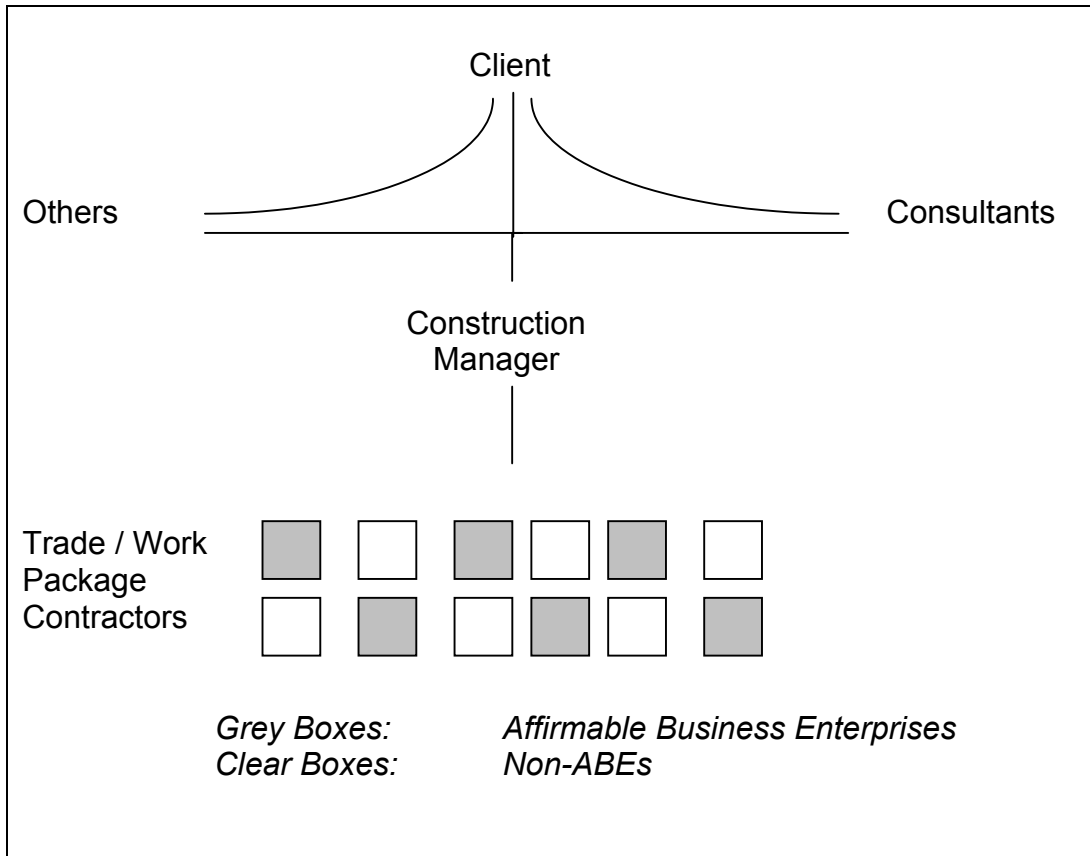 Client
Others
Consultants
Construction
Manager
Trade / Work
Package
Contractors
Grey Boxes: Affirmable Business Enterprises
Clear Boxes: Non-ABEs